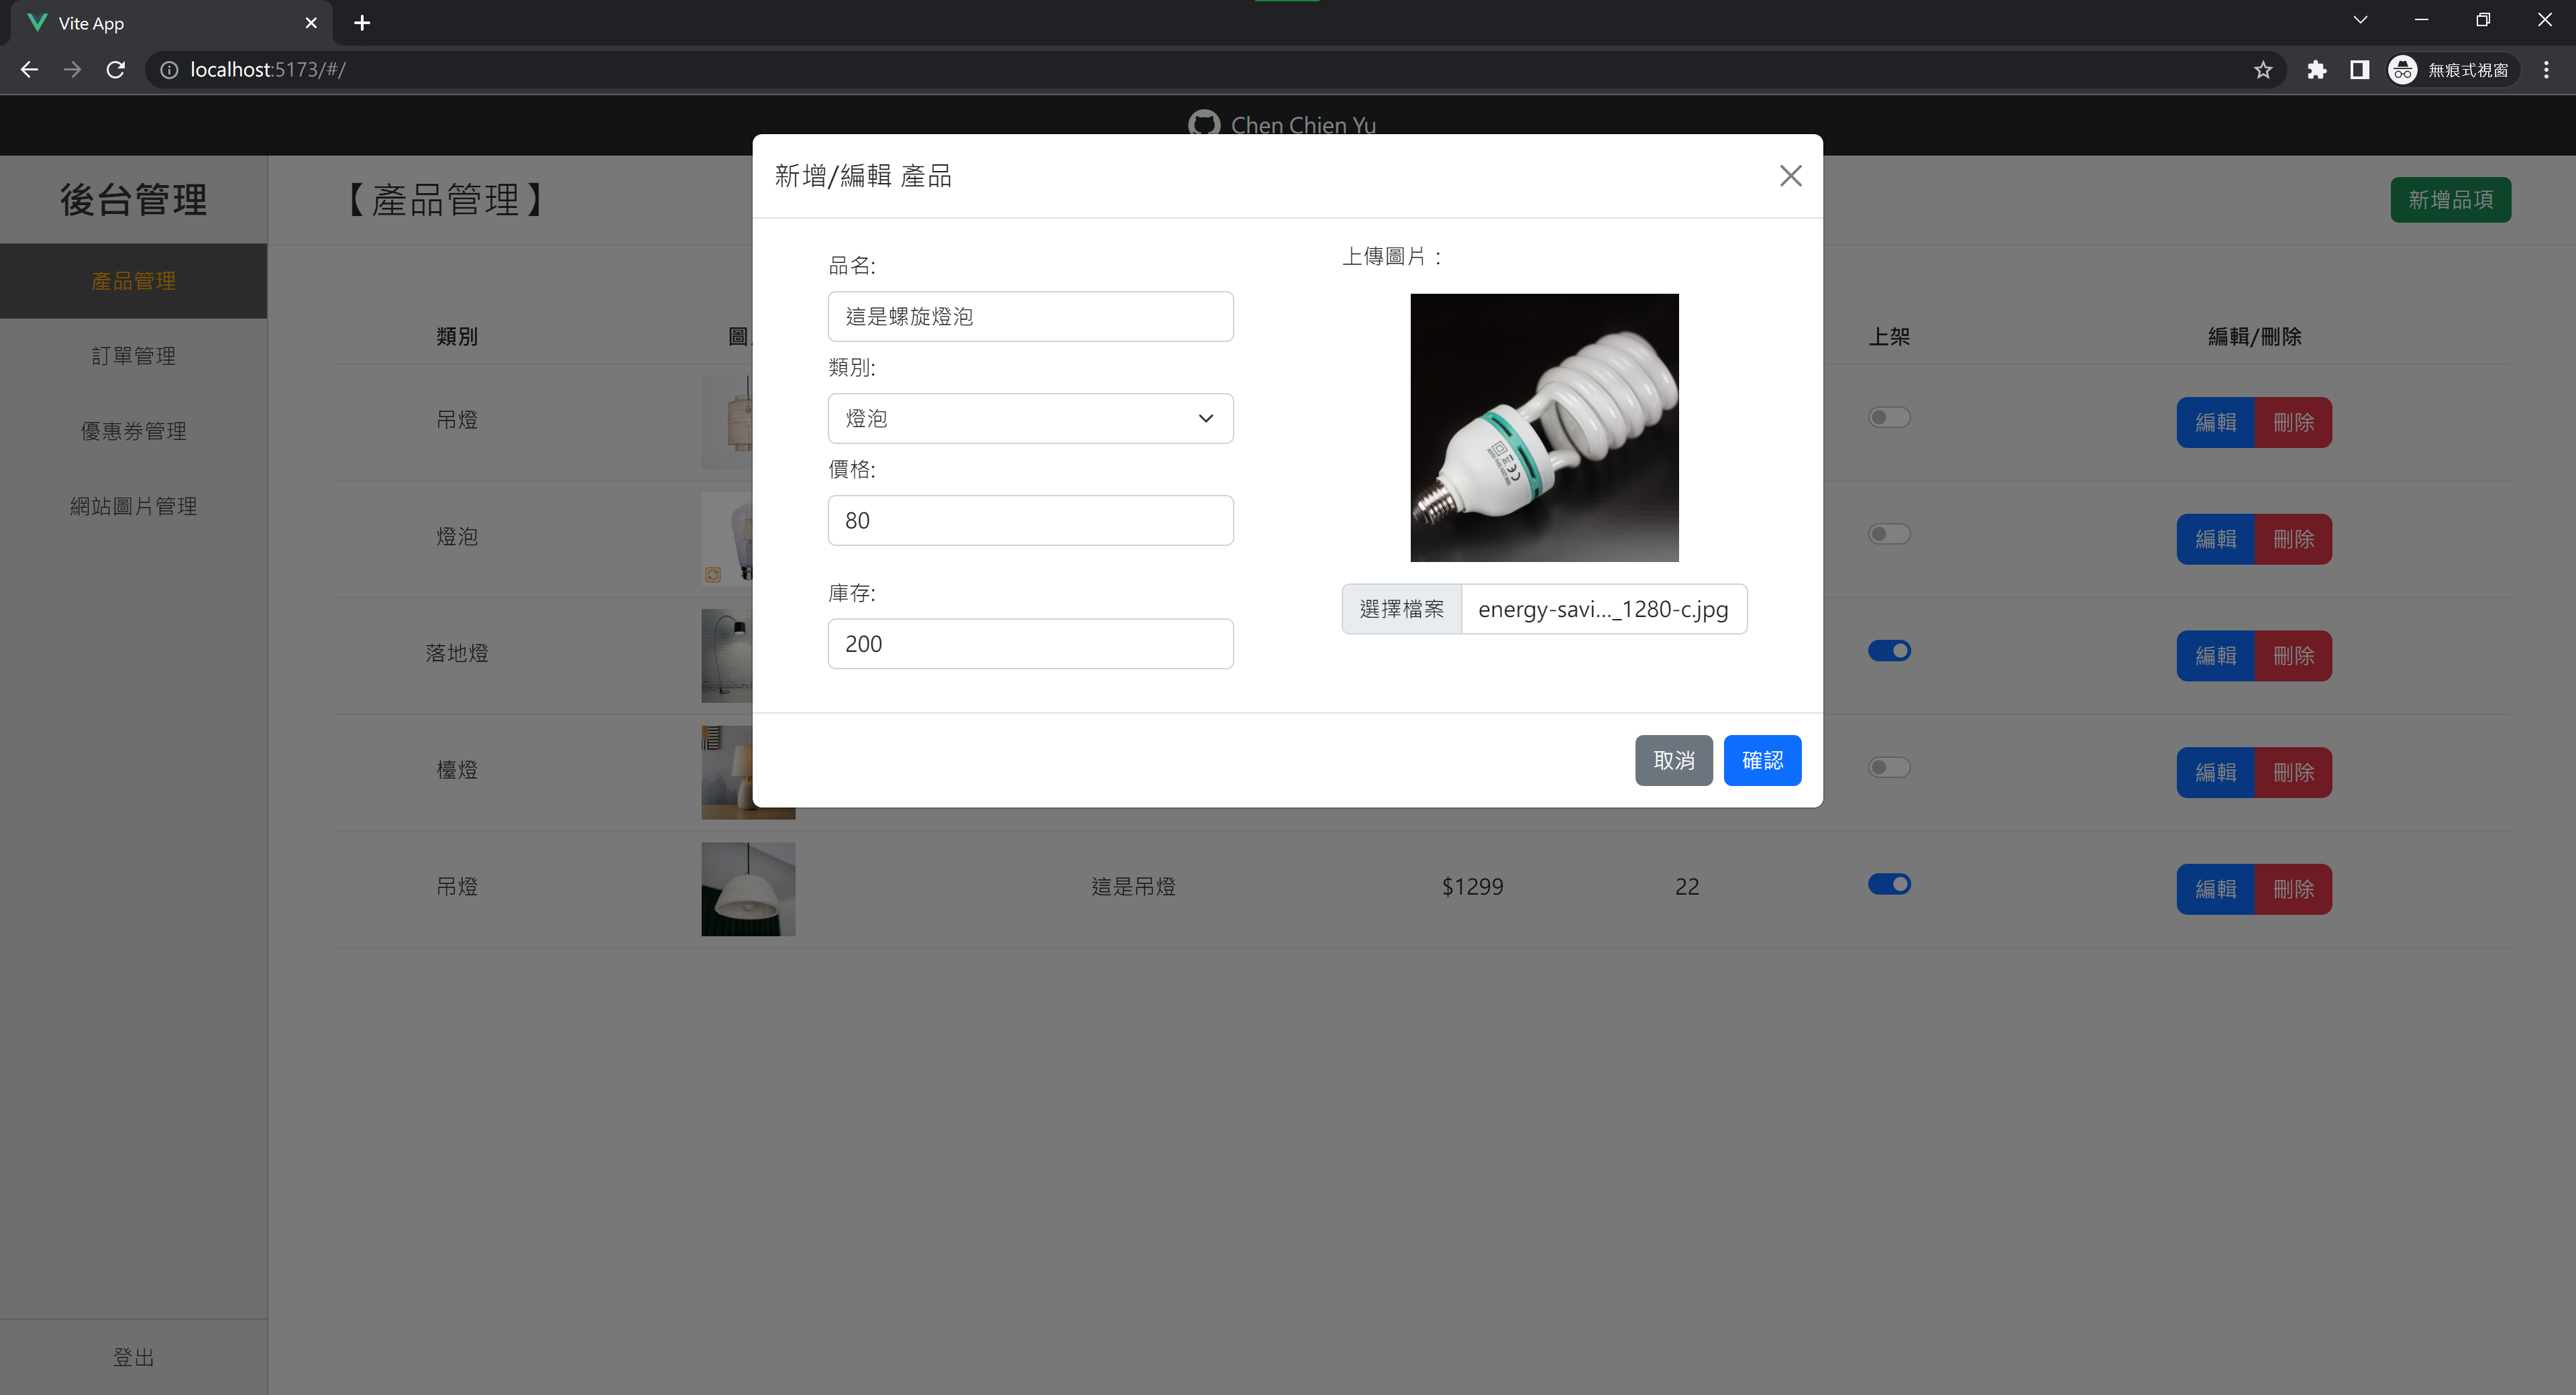 Vite App
localhost:5173/#/
無痕式視窗
Chen Chien Yu
後台管理
產品管理
訂單管理
優惠券管理
網站圖片管理
登出
【產品管理】
新增品項
類別
圖
上架
編輯/刪除
吊燈
編輯 刪除
燈泡
編輯 刪除
落地燈
編輯 刪除
檯燈
編輯 刪除
吊燈
這是吊燈
$1299
22
編輯 刪除
新增/編輯 產品
品名:
這是螺旋燈泡
類別:
燈泡
價格:
80
庫存:
200
上傳圖片：
CE
選擇檔案
energy-savi..._1280-c.jpg
取消
確認